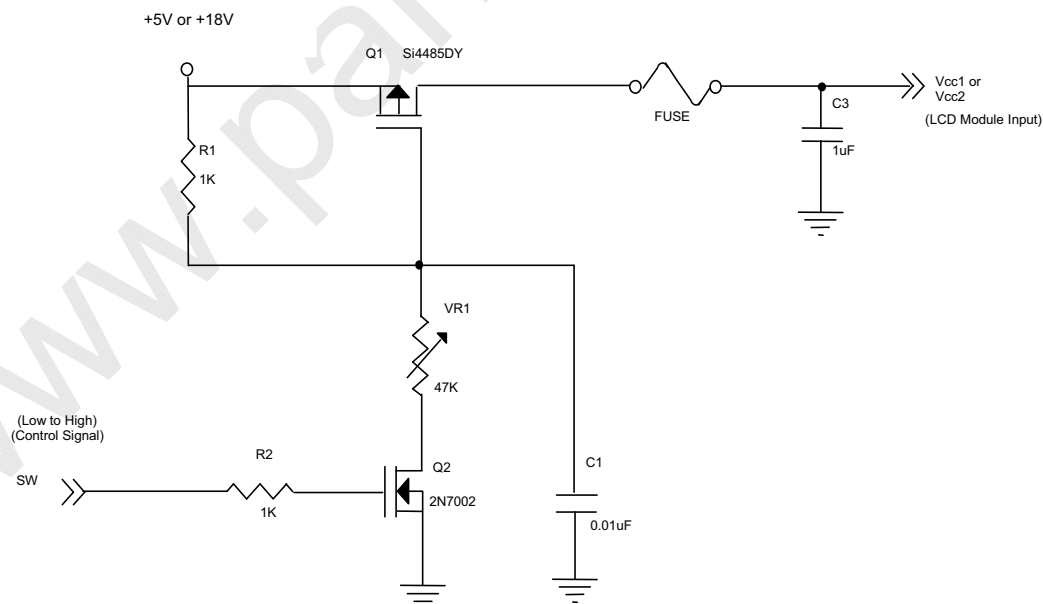 +5V or +18V
Q1 Si4485DY
FUSE
C3
1uF
Vcc1 or
Vcc2
(LCD Module Input)
R1
1K
VR1
47K
(Low to High)
(Control Signal)
SW
R2
1K
Q2
2N7002
C1
0.01uF